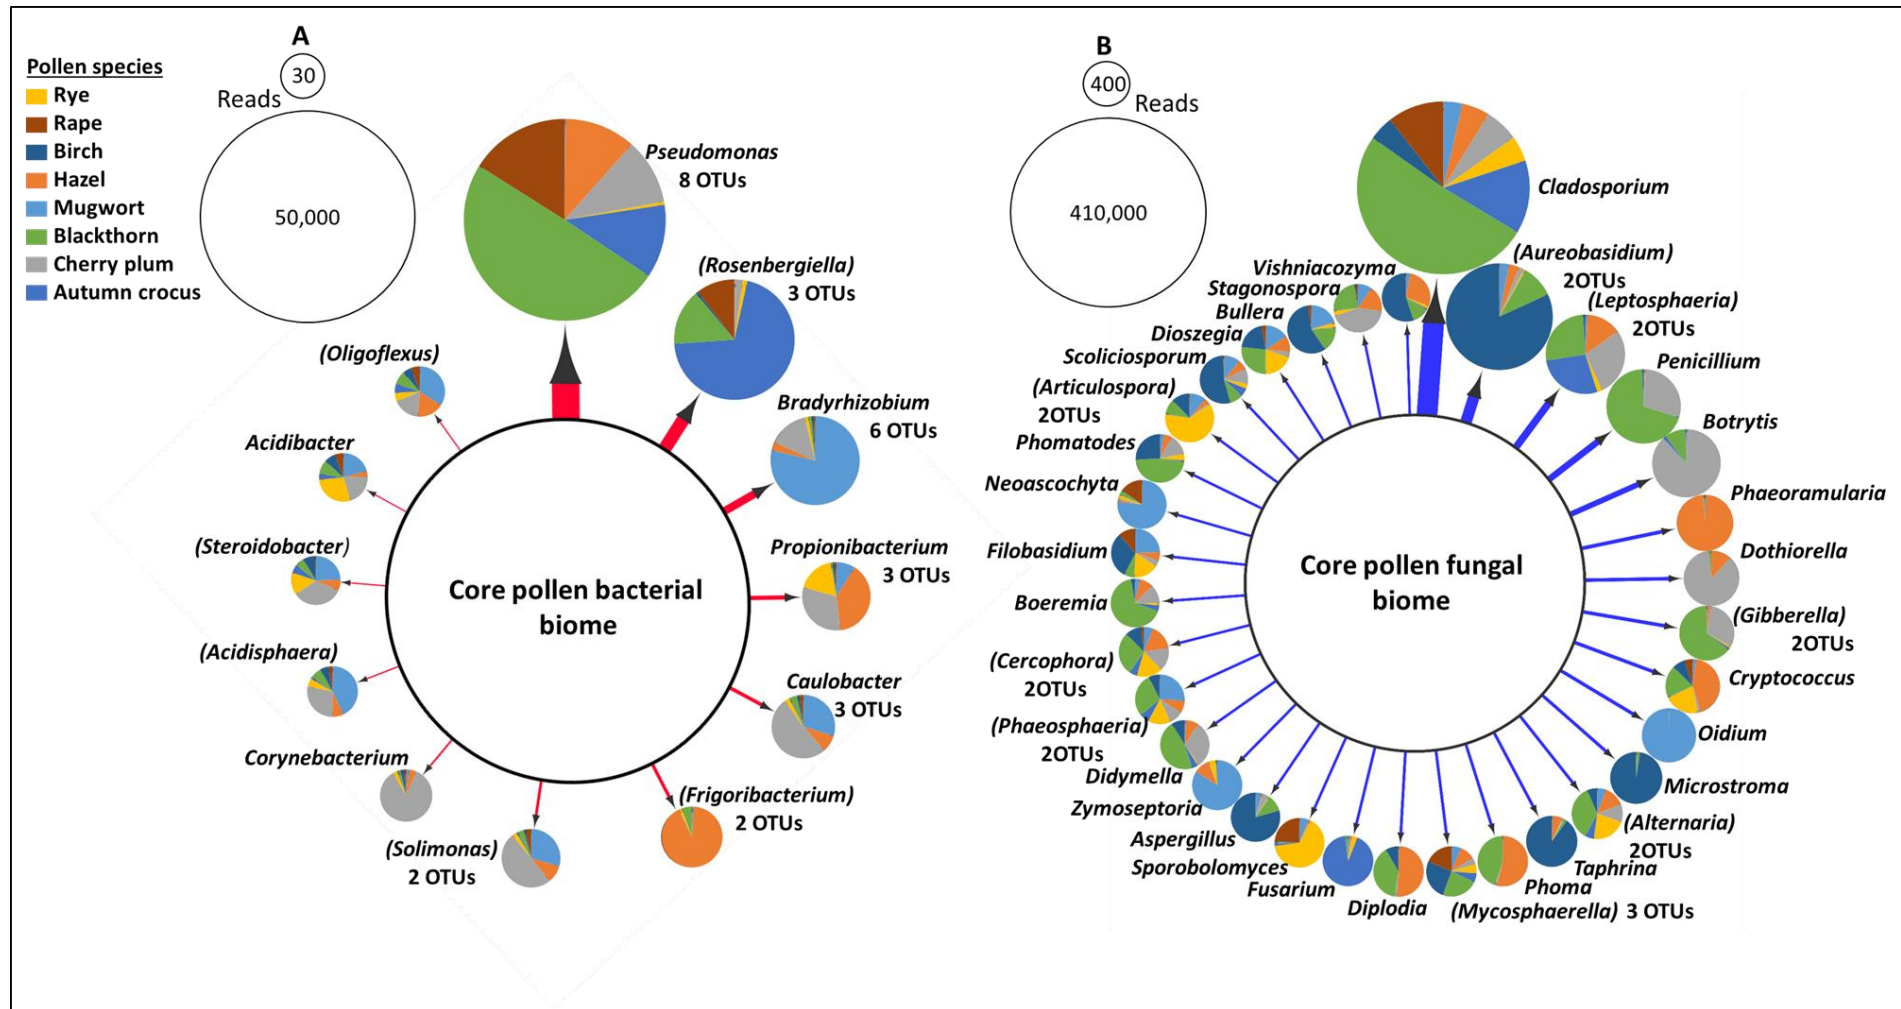 A
30
Reads
50,000
Pollen species
Rye
Rape
Birch
Hazel
Mugwort
Blackthorn
Cherry plum
Autumn crocus
Pseudomonas
8 OTUs
(Rosenbergiella)
3 OTUs
Bradyrhizobium
6 OTUs
Propionibacterium
3 OTUs
Caulobacter
3 OTUs
(Frigoribacterium)
2 OTUs
(Solimonas)
2 OTUs
Corynebacterium
(Acidisphaera)
(Steroidobacter)
Acidibacter
(Oligoflexus)
Core pollen bacterial
biome
B
400
Reads
410,000
Cladosporium
(Aureobasidium)
2OTUs
(Leptosphaeria)
2OTUs
Penicillium
Botrytis
Phaeoramularia
Dothiorella
(Gibberella)
2OTUs
Cryptococcus
Oidium
Microstroma
(Alternaria)
2OTUs
Taphrina
Phoma
(Mycosphaerella) 3 OTUs
Diplodia
Fusarium
Sporobolomyces
Aspergillus
Zymoseptoria
Didymella
(Phaeosphaeria)
2OTUs
(Cercophora)
2OTUs
Boeremia
Filobasidium
Neoascochyta
Phomatodes
(Articulospora)
2OTUs
Scoliciosporum
Dioszegia
Bullera
Stagonospora
Vishniacozyma
Core pollen fungal
biome